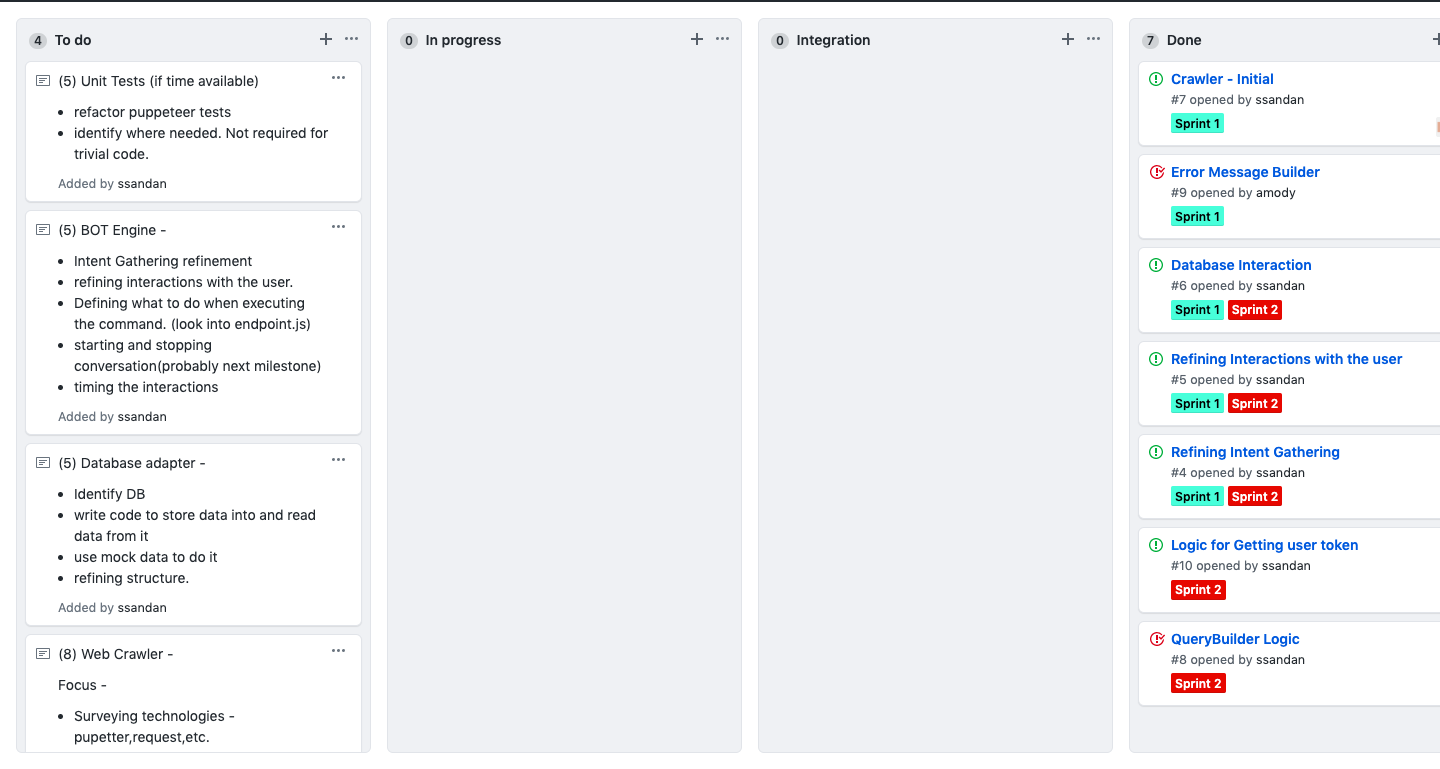 4 To do
(5) Unit Tests (if time available)
refactor puppeteer tests
identify where needed. Not required for
trivial code.
Added by ssandan
(5) BOT Engine -
Intent Gathering refinement
refining interactions with the user.
Defining what to do when executing
the command. (look into endpoint.js)
starting and stopping
conversation(probably next milestone)
timing the interactions
Added by ssandan
(5) Database adapter -
Identify DB
write code to store data into and read
data from it
use mock data to do it
refining structure.
Added by ssandan
(8) Web Crawler -
Focus -
Surveying technologies -
pupetter,request,etc.
0 In progress
0 Integration
7 Done
Crawler - Initial
#7 opened by ssandan
Sprint 1
Error Message Builder
#9 opened by amody
Sprint 1
Database Interaction
#6 opened by ssandan
Sprint 1 Sprint 2
Refining Interactions with the user
#5 opened by ssandan
Sprint 1 Sprint 2
Refining Intent Gathering
#4 opened by ssandan
Sprint 1 Sprint 2
Logic for Getting user token
#10 opened by ssandan
Sprint 2
QueryBuilder Logic
#8 opened by ssandan
Sprint 2